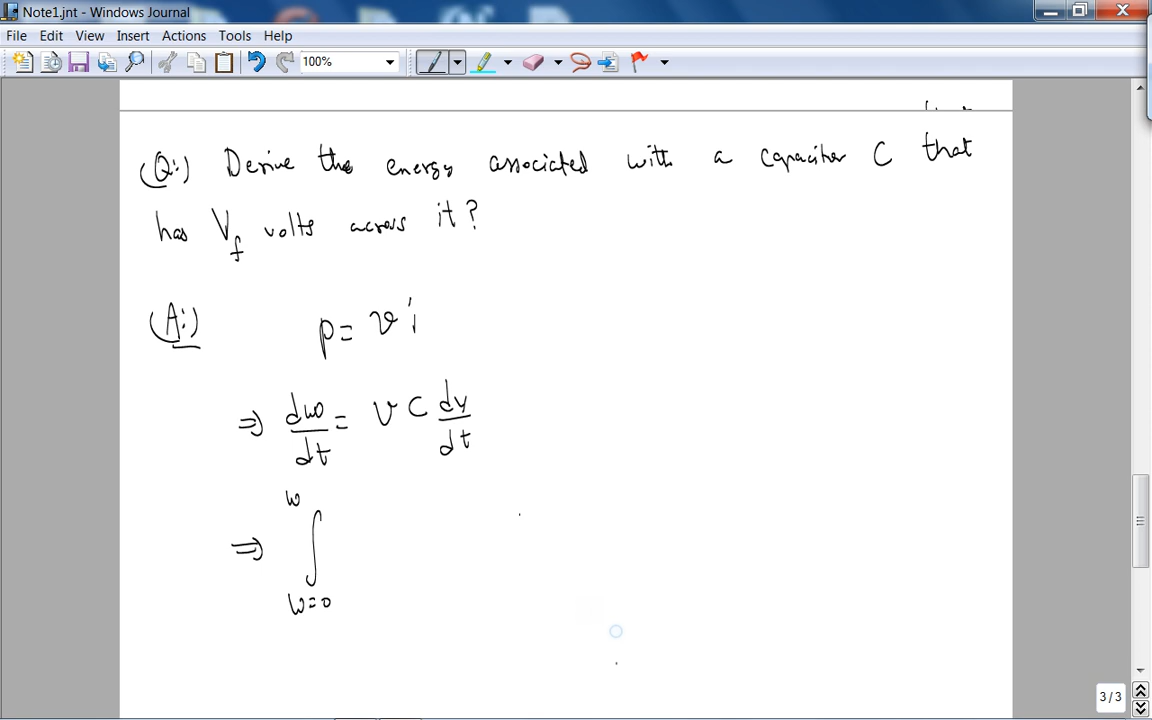 Note1.jnt - Windows Journal
File Edit View Insert Actions Tools Help
100%
(Q:) Derive the energy associated with a capacitor C that
has Vf volts across it?
(A:) p = v i
⇒ dw/dt = v C dv/dt
⇒ ∫
w
w=0
3 / 3